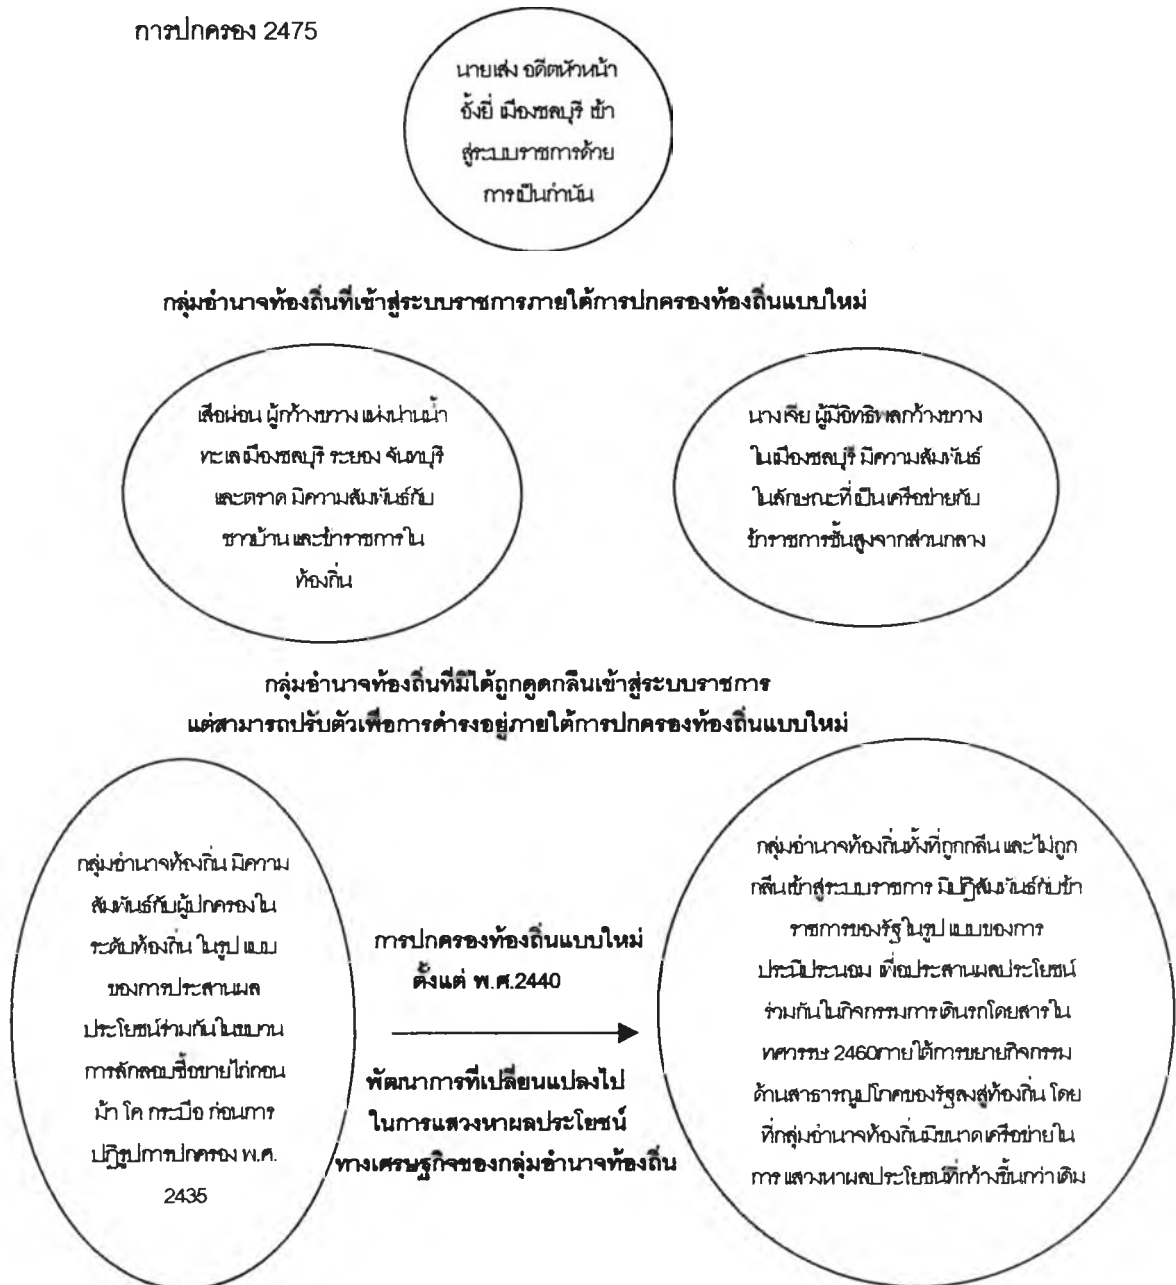 การปกครอง 2475
นายเส่ง อดีตหัวหน้า
อั้งยี่ เมืองชลบุรี เข้า
สู่ระบบราชการด้วย
การเป็นกำนัน
กลุ่มอำนาจท้องถิ่นที่เข้าสู่ระบบราชการภายใต้การปกครองท้องถิ่นแบบใหม่
เสือผ่อน ผู้กว้างขวาง แห่งน่านน้ำ
ทะเลเมืองชลบุรี ระยอง จันทบุรี
และตราด มีความสัมพันธ์กับ
ชาวบ้าน และข้าราชการใน
ท้องถิ่น
นางเจีย ผู้มีอิทธิพลกว้างขวาง
ในเมืองชลบุรี มีความสัมพันธ์
ในลักษณะที่เป็นเครือข่ายกับ
ข้าราชการชั้นสูงจากส่วนกลาง
กลุ่มอำนาจท้องถิ่นที่มิได้ถูกดูดกลืนเข้าสู่ระบบราชการ
แต่สามารถปรับตัวเพื่อการดำรงอยู่ภายใต้การปกครองท้องถิ่นแบบใหม่
กลุ่มอำนาจท้องถิ่น มีความ
สัมพันธ์กับผู้ปกครองใน
ระดับท้องถิ่น ในรูปแบบ
ของการประสานผล
ประโยชน์ร่วมกันในขบวน
การลักลอบซื้อขายไก่ถอน
ม้า โค กระบือ ก่อนการ
ปฏิรูปการปกครอง พ.ศ.
2435
การปกครองท้องถิ่นแบบใหม่
ตั้งแต่ พ.ศ.2440
พัฒนาการที่เปลี่ยนแปลงไป
ในการแสวงหาผลประโยชน์
ทางเศรษฐกิจของกลุ่มอำนาจท้องถิ่น
กลุ่มอำนาจท้องถิ่นทั้งที่ถูกกลืน และไม่ถูก
กลืนเข้าสู่ระบบราชการ มีปฏิสัมพันธ์กับข้า
ราชการของรัฐในรูปแบบของการ
ประนีประนอม เพื่อประสานผลประโยชน์
ร่วมกันในกิจกรรมการเดินรถโดยสารใน
ทศวรรษ 2460ภายใต้การขยายกิจกรรม
ด้านสาธารณูปโภคของรัฐลงสู่ท้องถิ่น โดย
ที่กลุ่มอำนาจท้องถิ่นมีขนาดเครือข่ายใน
การแสวงหาผลประโยชน์ที่กว้างขึ้นกว่าเดิม